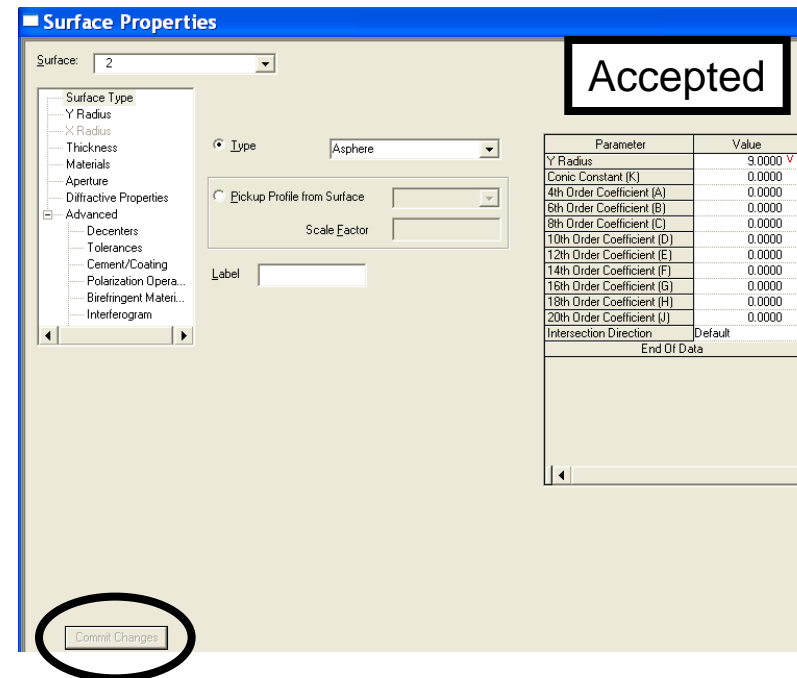 Surface Properties
Surface: 2
Accepted
Surface Type
Y Radius
X Radius
Thickness
Materials
Aperture
Diffractive Properties
Advanced
Decenters
Tolerances
Cement/Coating
Polarization Opera...
Birefringent Materi...
Interferogram
Type Asphere
Pickup Profile from Surface
Scale Factor
Label
Parameter Value
Y Radius 9.0000 V
Conic Constant (K) 0.0000
4th Order Coefficient (A) 0.0000
6th Order Coefficient (B) 0.0000
8th Order Coefficient (C) 0.0000
10th Order Coefficient (D) 0.0000
12th Order Coefficient (E) 0.0000
14th Order Coefficient (F) 0.0000
16th Order Coefficient (G) 0.0000
18th Order Coefficient (H) 0.0000
20th Order Coefficient (J) 0.0000
Intersection Direction Default
End Of Data
Commit Changes